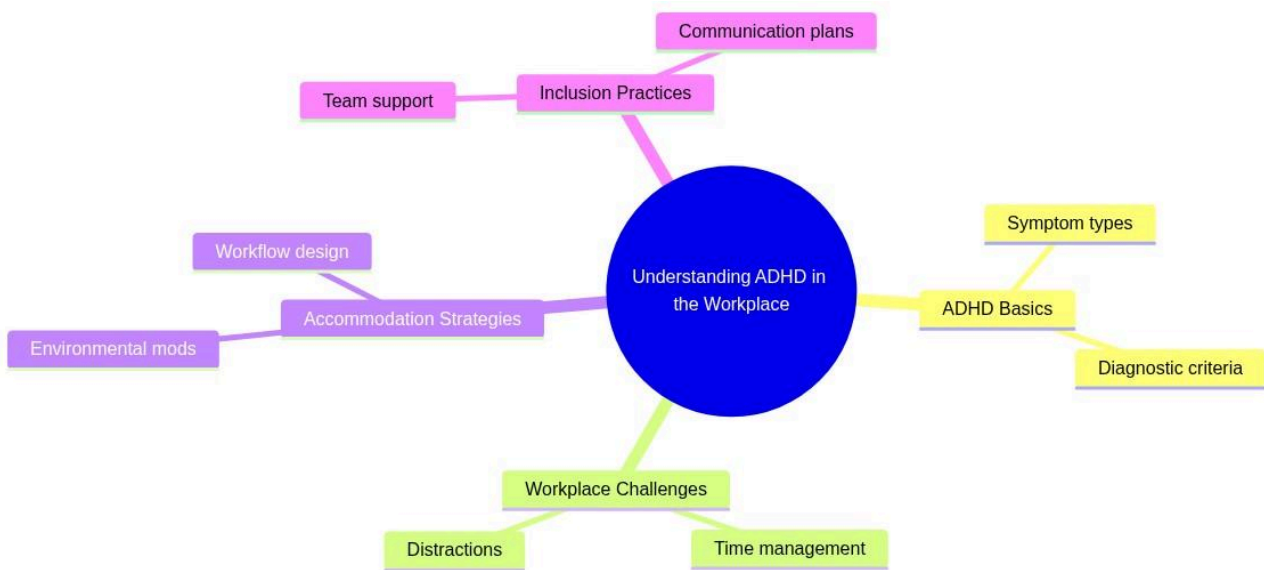 Communication plans
Inclusion Practices
Team support
Understanding ADHD in
the Workplace
Symptom types
ADHD Basics
Diagnostic criteria
Workflow design
Accommodation Strategies
Environmental mods
Workplace Challenges
Distractions
Time management